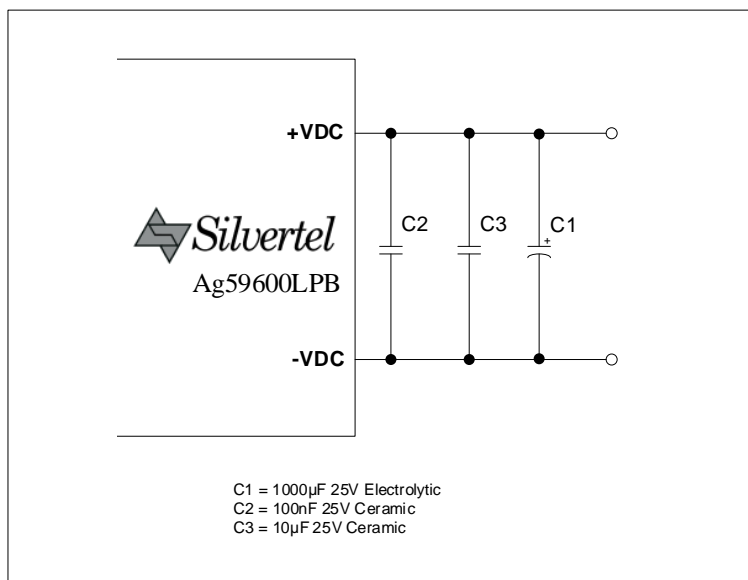 +VDC
C2
C3
C1
+
Silvertel
Ag59600LPB
-VDC
C1 = 1000µF 25V Electrolytic
C2 = 100nF 25V Ceramic
C3 = 10µF 25V Ceramic